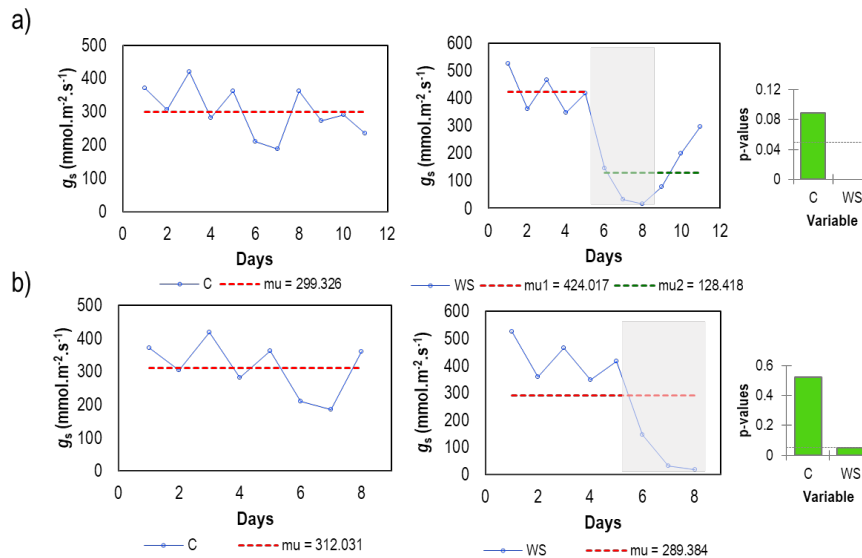 a)
500
400
300
200
100
0
0 2 4 6 8 10 12
gs (mmol.m-2.s-1)
Days
C mu = 299.326
600
500
400
300
200
100
0
0 2 4 6 8 10 12
gs (mmol.m-2.s-1)
Days
WS mu1 = 424.017 mu2 = 128.418
0.12
0.08
0.04
0
p-values
C WS
Variable
b)
500
400
300
200
100
0
0 2 4 6 8
gs (mmol.m-2.s-1)
Days
C mu = 312.031
600
500
400
300
200
100
0
0 2 4 6 8
gs (mmol.m-2.s-1)
Days
WS mu = 289.384
0.6
0.4
0.2
0
p-values
C WS
Variable